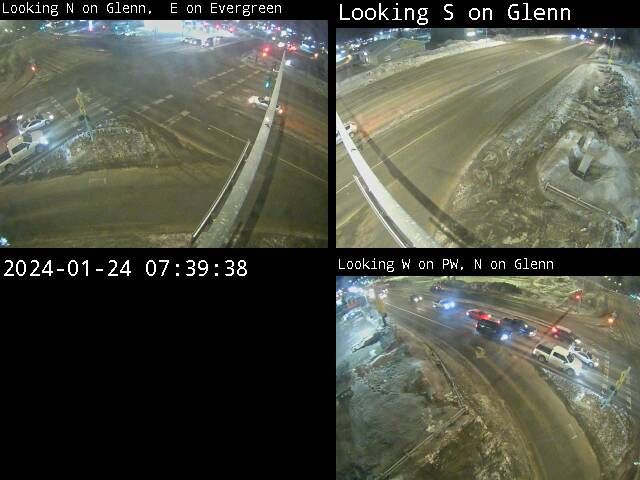 Looking N on Glenn,  E on Evergreen
Looking S on Glenn
2024-01-24 07:39:38
Looking W on PW, N on Glenn